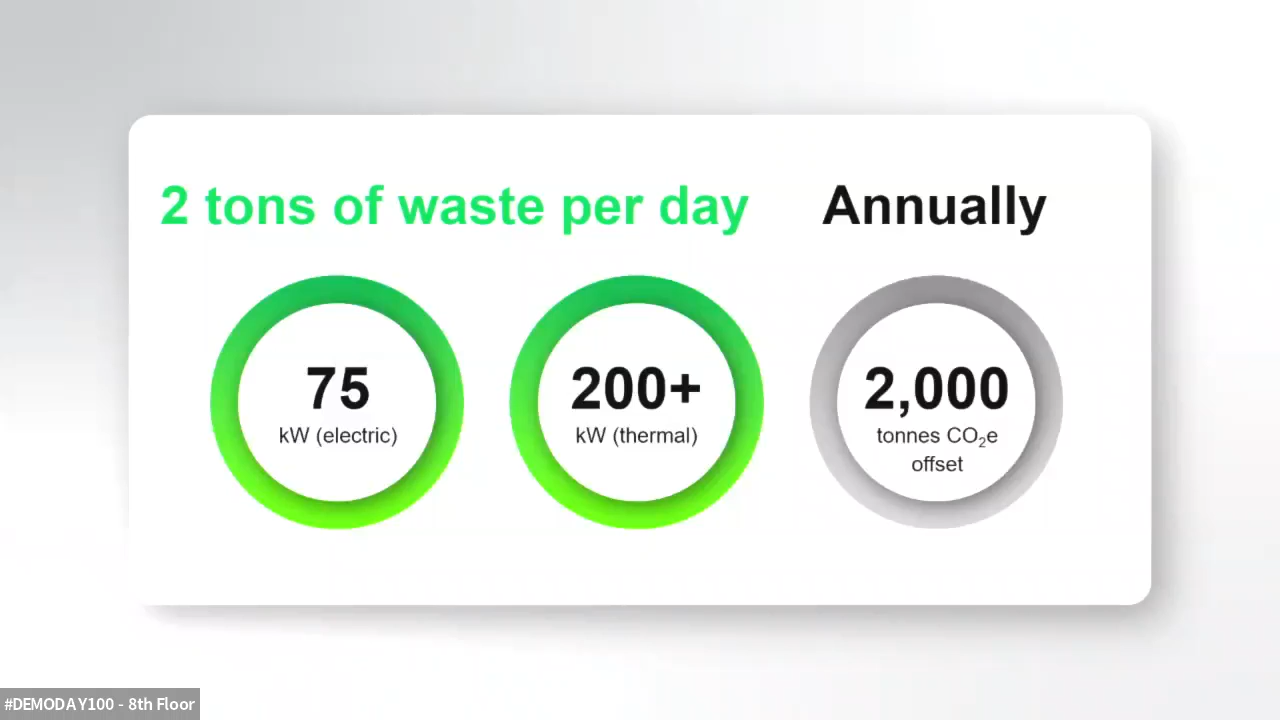 2 tons of waste per day
Annually
75
kW (electric)
200+
kW (thermal)
2,000
tonnes CO₂e
offset
#DEMODAY100 - 8th Floor